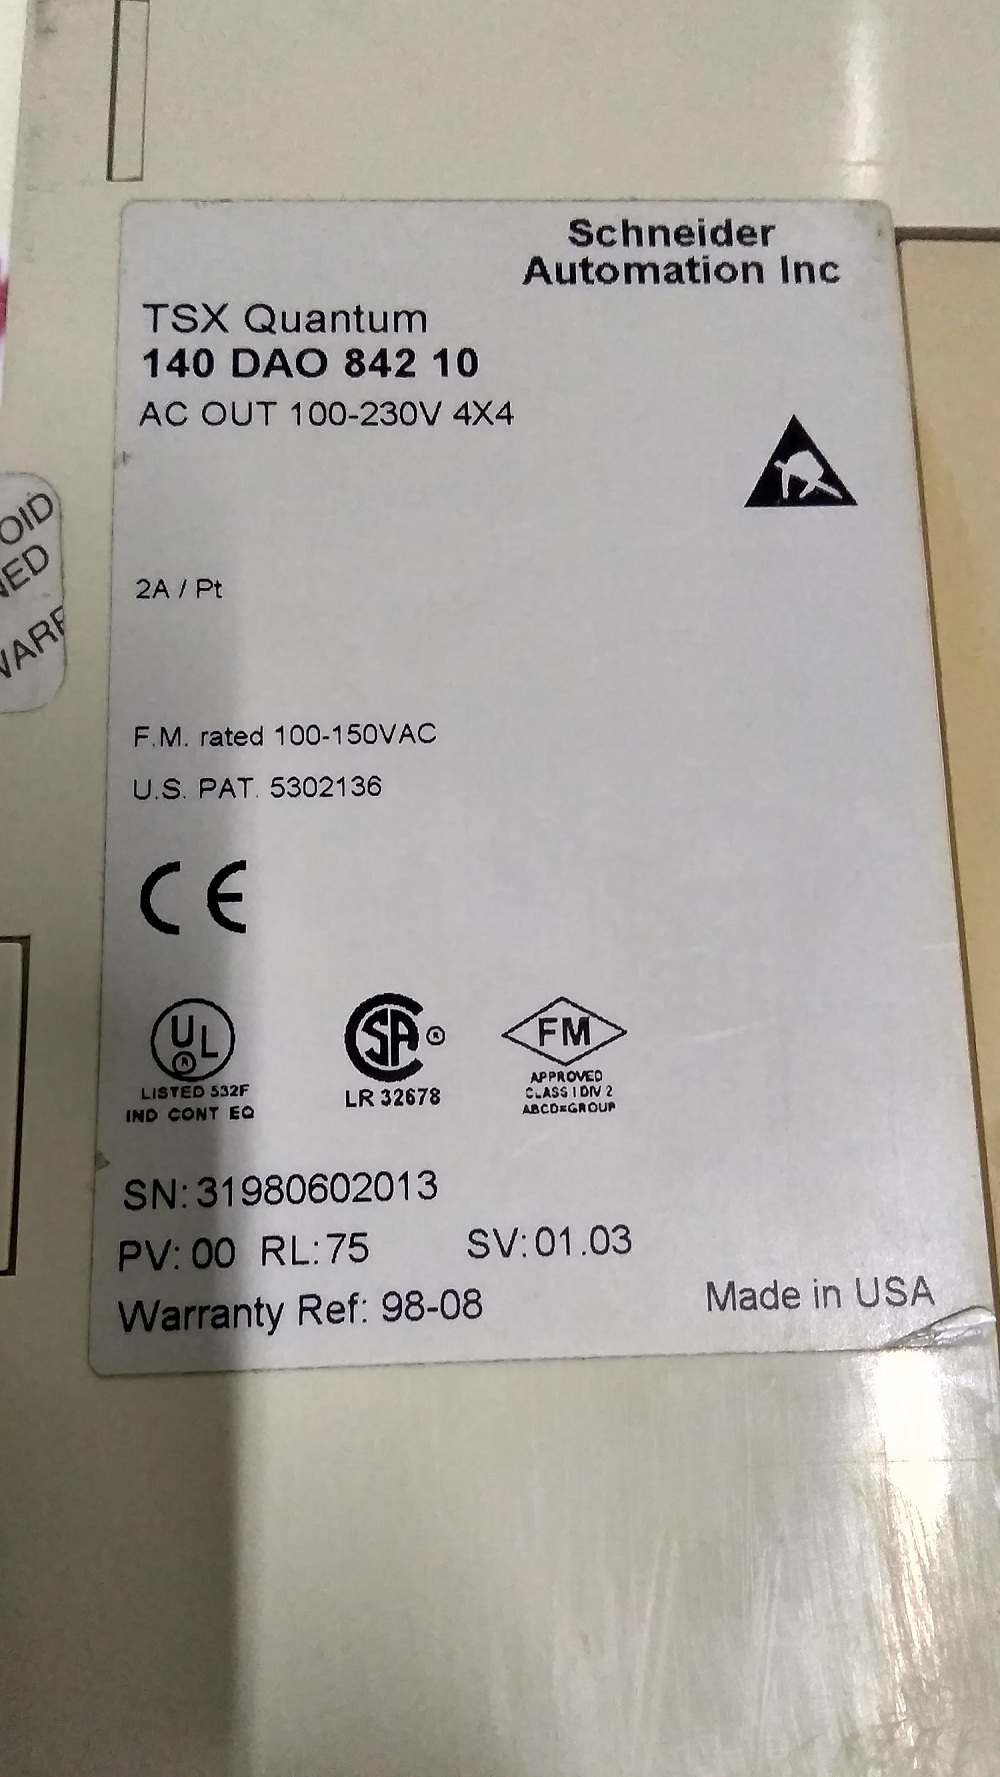 Schneider
Automation Inc
TSX Quantum
140 DAO 842 10
AC OUT 100-230V 4X4
OID
2A / Pt
F.M. rated 100-150VAC
U.S. PAT. 5302136
CE
UL ®
LISTED 532F
IND CONT EQ
SA ®
LR 32678
FM
APPROVED
CLASS I DIV 2
GROUP
SN: 31980602013
PV: 00 RL: 75 SV: 01.03
Warranty Ref: 98-08
Made in USA